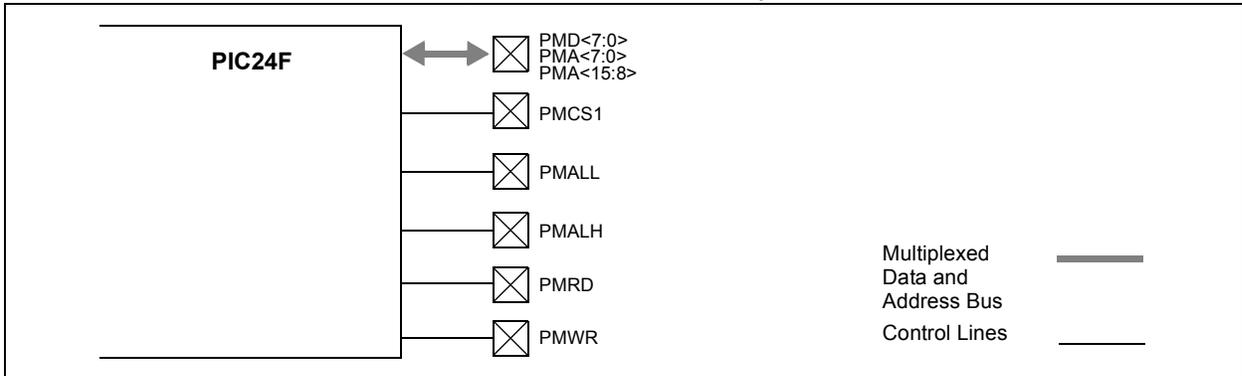 PIC24F
PMD<7:0>
PMA<7:0>
PMA<15:8>
PMCS1
PMALL
PMALH
PMRD
PMWR
Multiplexed
Data and
Address Bus
Control Lines